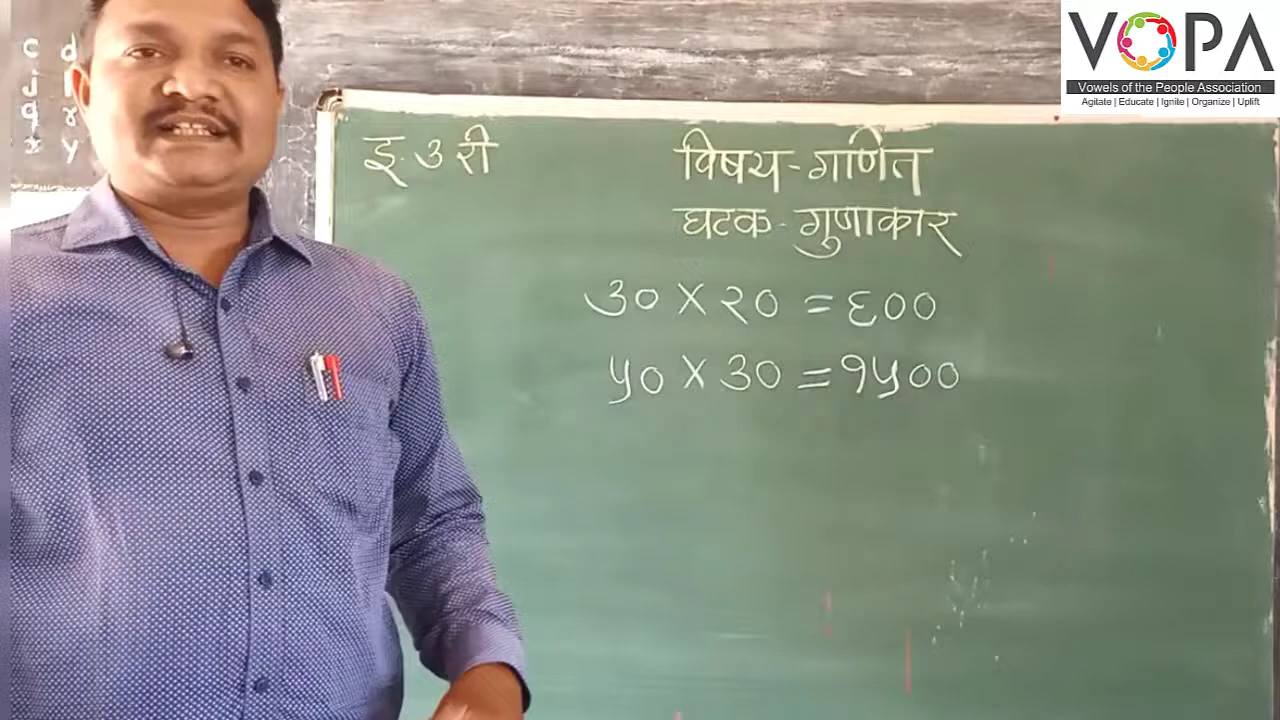 VOPA
Vowels of the People Association
Agitate | Educate | Ignite | Organize | Uplift
c d
j
q r
x y
इ. ३ री
विषय - गणित
घटक - गुणाकार
३० X २० = ६००
५० X ३० = १५००